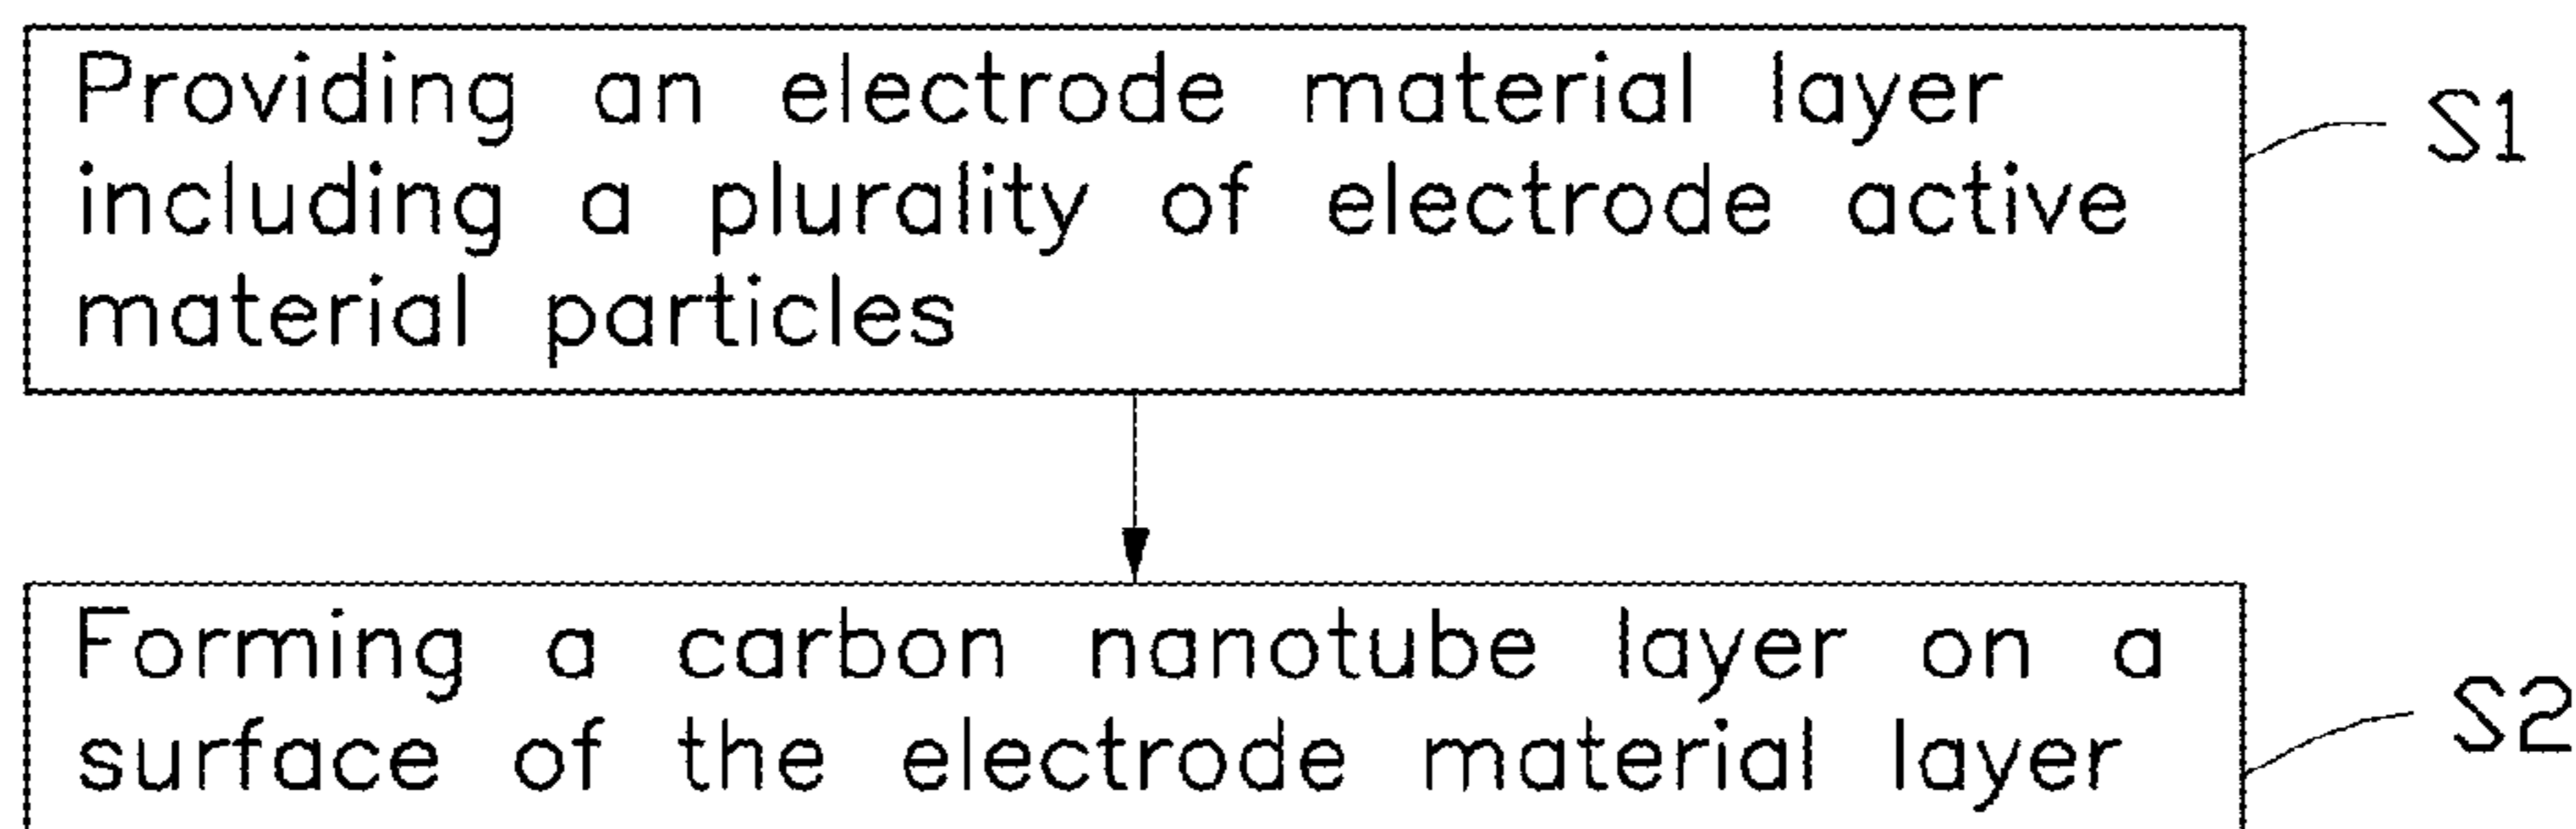 Providing an electrode material layer
including a plurality of electrode active
material particles
S1
Forming a carbon nanotube layer on a
surface of the electrode material layer
S2